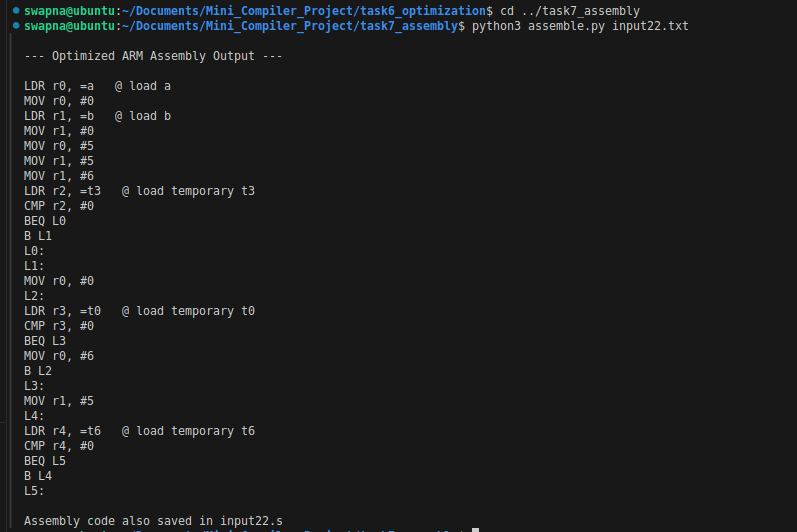 swapna@ubuntu:~/Documents/Mini_Compiler_Project/task6_optimization$ cd ../task7_assembly
swapna@ubuntu:~/Documents/Mini_Compiler_Project/task7_assembly$ python3 assemble.py input22.txt
--- Optimized ARM Assembly Output ---
LDR r0, =a   @ load a
MOV r0, #0
LDR r1, =b   @ load b
MOV r1, #0
MOV r0, #5
MOV r1, #5
MOV r1, #6
LDR r2, =t3   @ load temporary t3
CMP r2, #0
BEQ L0
B L1
L0:
L1:
MOV r0, #0
L2:
LDR r3, =t0   @ load temporary t0
CMP r3, #0
BEQ L3
MOV r0, #6
B L2
L3:
MOV r1, #5
L4:
LDR r4, =t6   @ load temporary t6
CMP r4, #0
BEQ L5
B L4
L5:
Assembly code also saved in input22.s